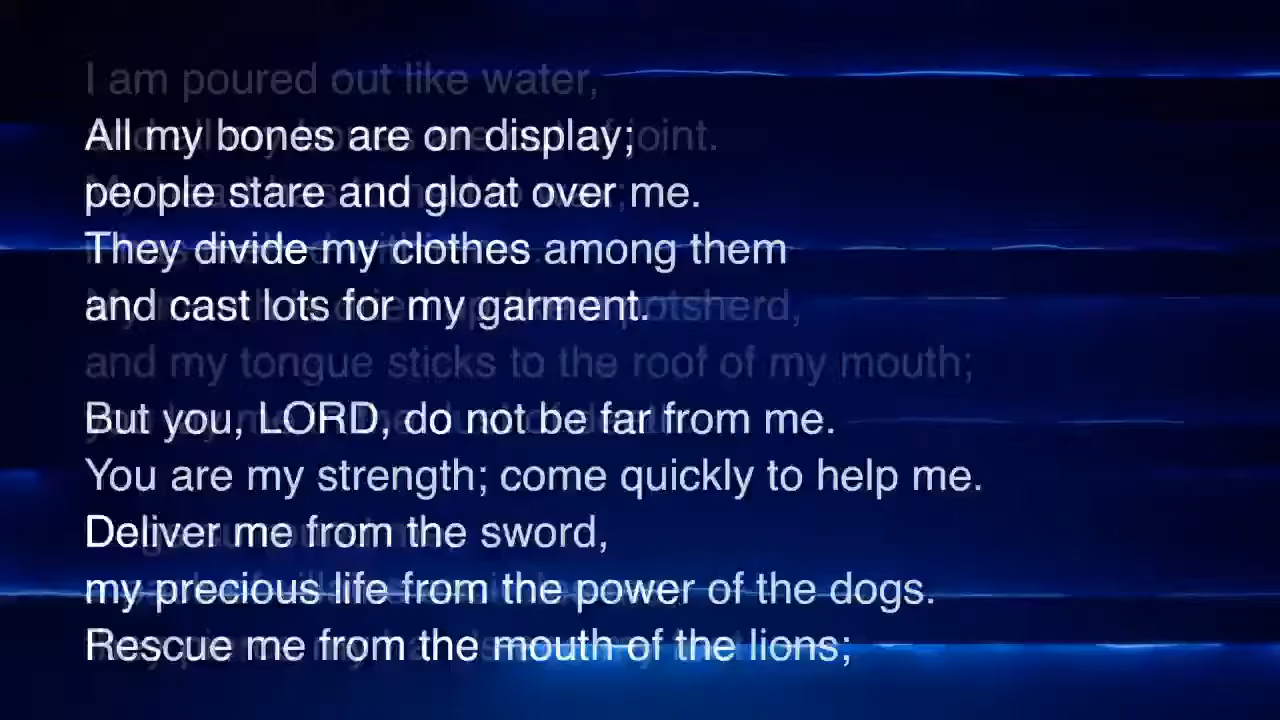 I am poured out like water,
All my bones are on display;
joint.
people stare and gloat over me.
They divide my clothes among them
and cast lots for my garment.
potsherd,
and my tongue sticks to the roof of my mouth;
But you, LORD, do not be far from me.
You are my strength; come quickly to help me.
Deliver me from the sword,
my precious life from the power of the dogs.
Rescue me from the mouth of the lions;